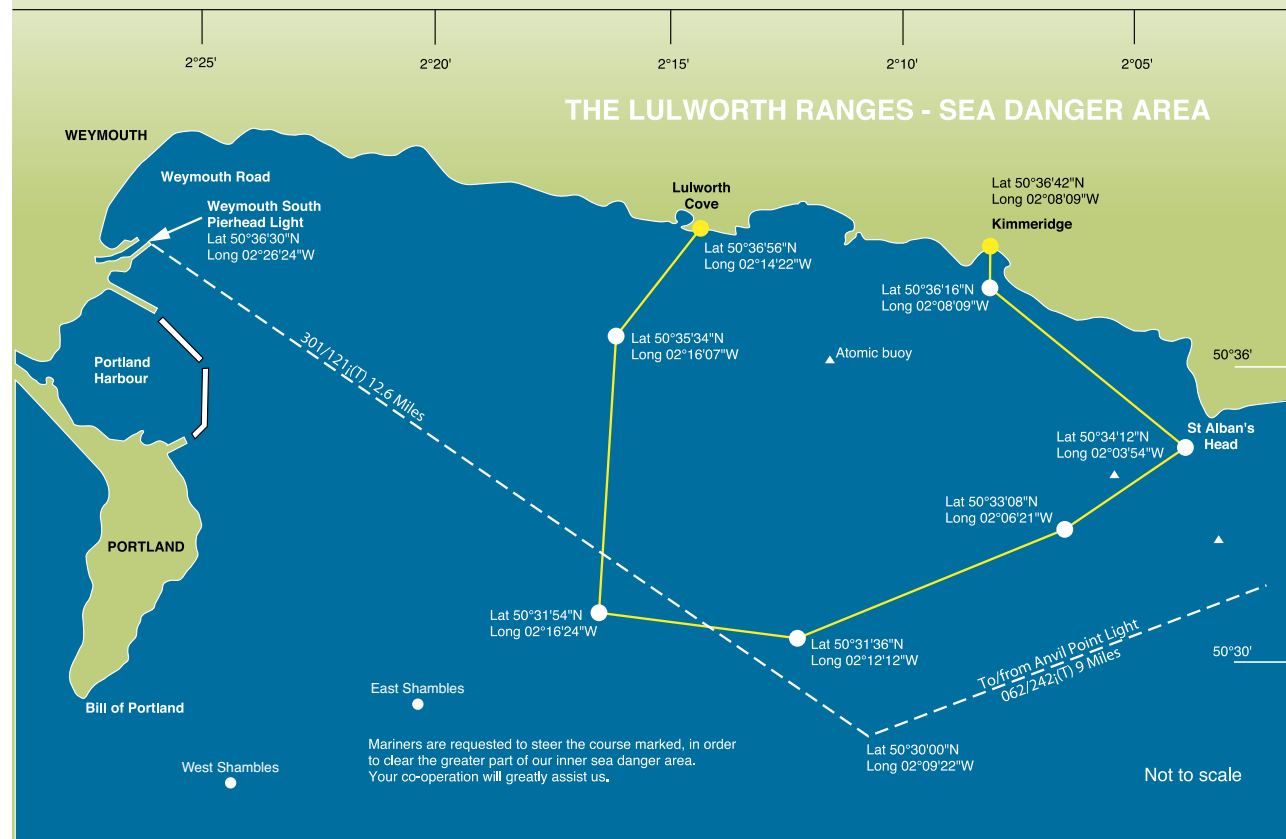 2°25'
2°20'
2°15'
2°10'
2°05'
THE LULWORTH RANGES - SEA DANGER AREA
WEYMOUTH
Weymouth Road
Weymouth South
Pierhead Light
Lat 50°36'30"N
Long 02°26'24"W
Lulworth
Cove
Lat 50°36'56"N
Long 02°14'22"W
Lat 50°36'42"N
Long 02°08'09"W
Kimmeridge
Lat 50°36'16"N
Long 02°08'09"W
Lat 50°35'34"N
Long 02°16'07"W
Atomic buoy
50°36'
Portland
Harbour
301/121¡(T) 12.6 Miles
St Alban's
Head
Lat 50°34'12"N
Long 02°03'54"W
Lat 50°33'08"N
Long 02°06'21"W
PORTLAND
Lat 50°31'54"N
Long 02°16'24"W
Lat 50°31'36"N
Long 02°12'12"W
To/from Anvil Point Light
062/242¡(T) 9 Miles
50°30'
East Shambles
Bill of Portland
Mariners are requested to steer the course marked, in order
to clear the greater part of our inner sea danger area.
Your co-operation will greatly assist us.
Lat 50°30'00"N
Long 02°09'22"W
West Shambles
Not to scale